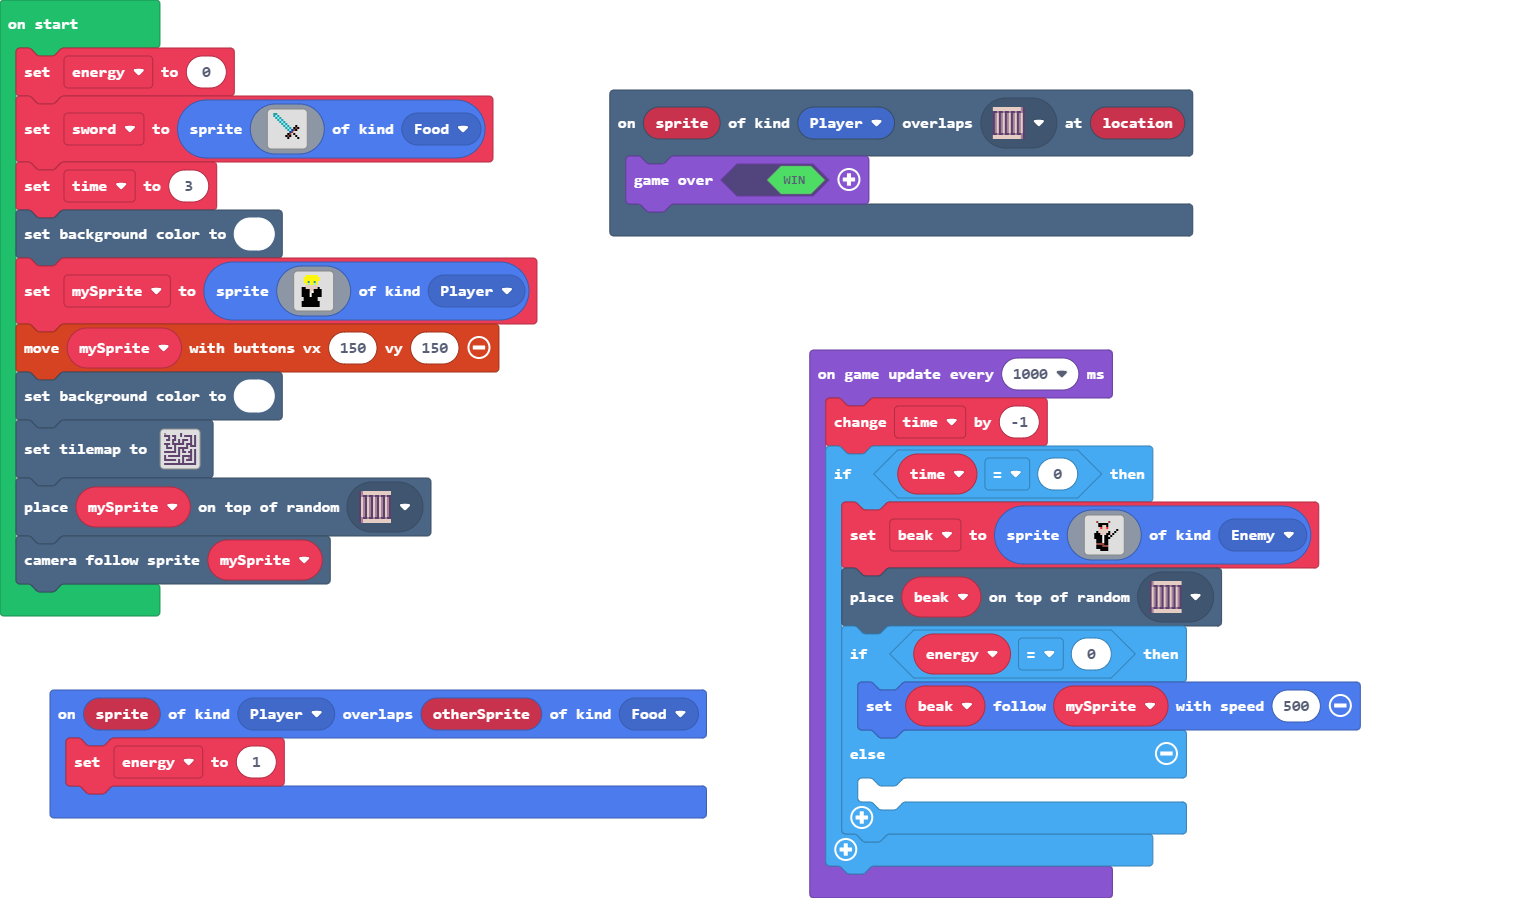 on start
set energy to 0
set sword to sprite of kind Food
set time to 3
set background color to
set mySprite to sprite of kind Player
move mySprite with buttons vx 150 vy 150
set background color to
set tilemap to
place mySprite on top of random
camera follow sprite mySprite
on sprite of kind Player overlaps at location
game over WIN
on game update every 1000 ms
change time by -1
if time = 0 then
set beak to sprite of kind Enemy
place beak on top of random
if energy = 0 then
set beak follow mySprite with speed 500
else
on sprite of kind Player overlaps otherSprite of kind Food
set energy to 1